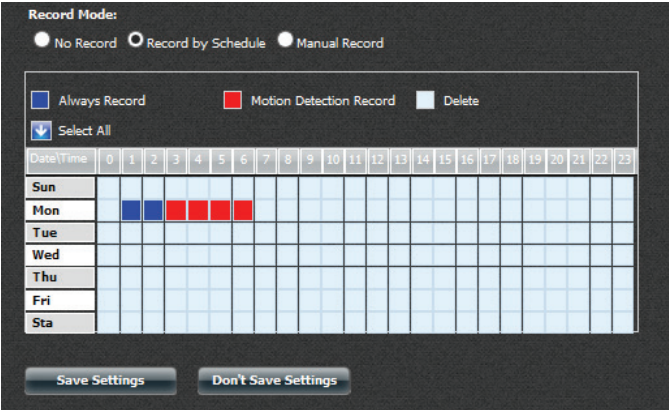 Record Mode:
No Record Record by Schedule Manual Record
Always Record Motion Detection Record Delete
Select All
Date\Time 0 1 2 3 4 5 6 7 8 9 10 11 12 13 14 15 16 17 18 19 20 21 22 23
Sun
Mon
Tue
Wed
Thu
Fri
Sta
Save Settings Don't Save Settings